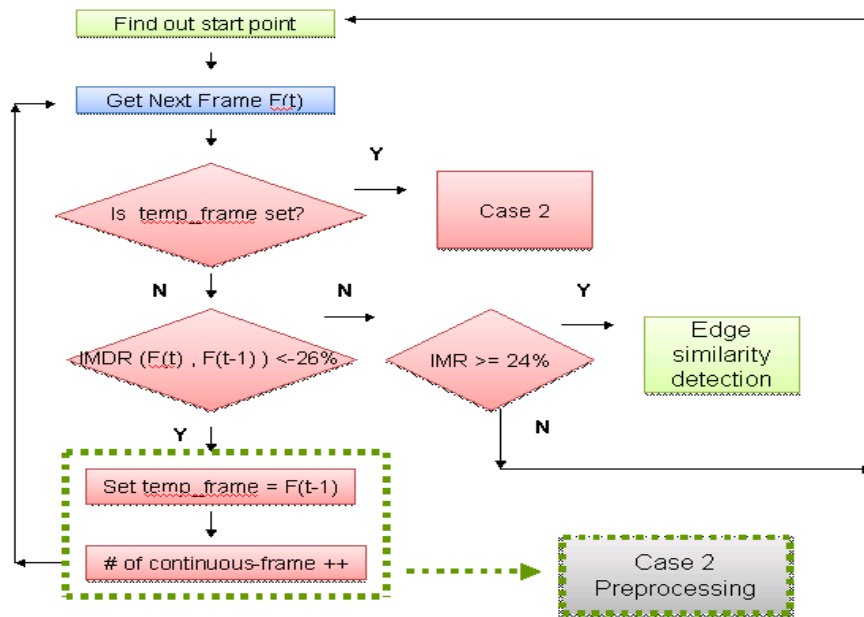 Find out start point
Get Next Frame F(t)
Y
Is temp_frame set?
Case 2
N
N
Y
IMDR (F(t) , F(t-1) ) <-26%
IMR >= 24%
Edge
similarity
detection
Y
N
Set temp_frame = F(t-1)
# of continuous-frame ++
Case 2
Preprocessing